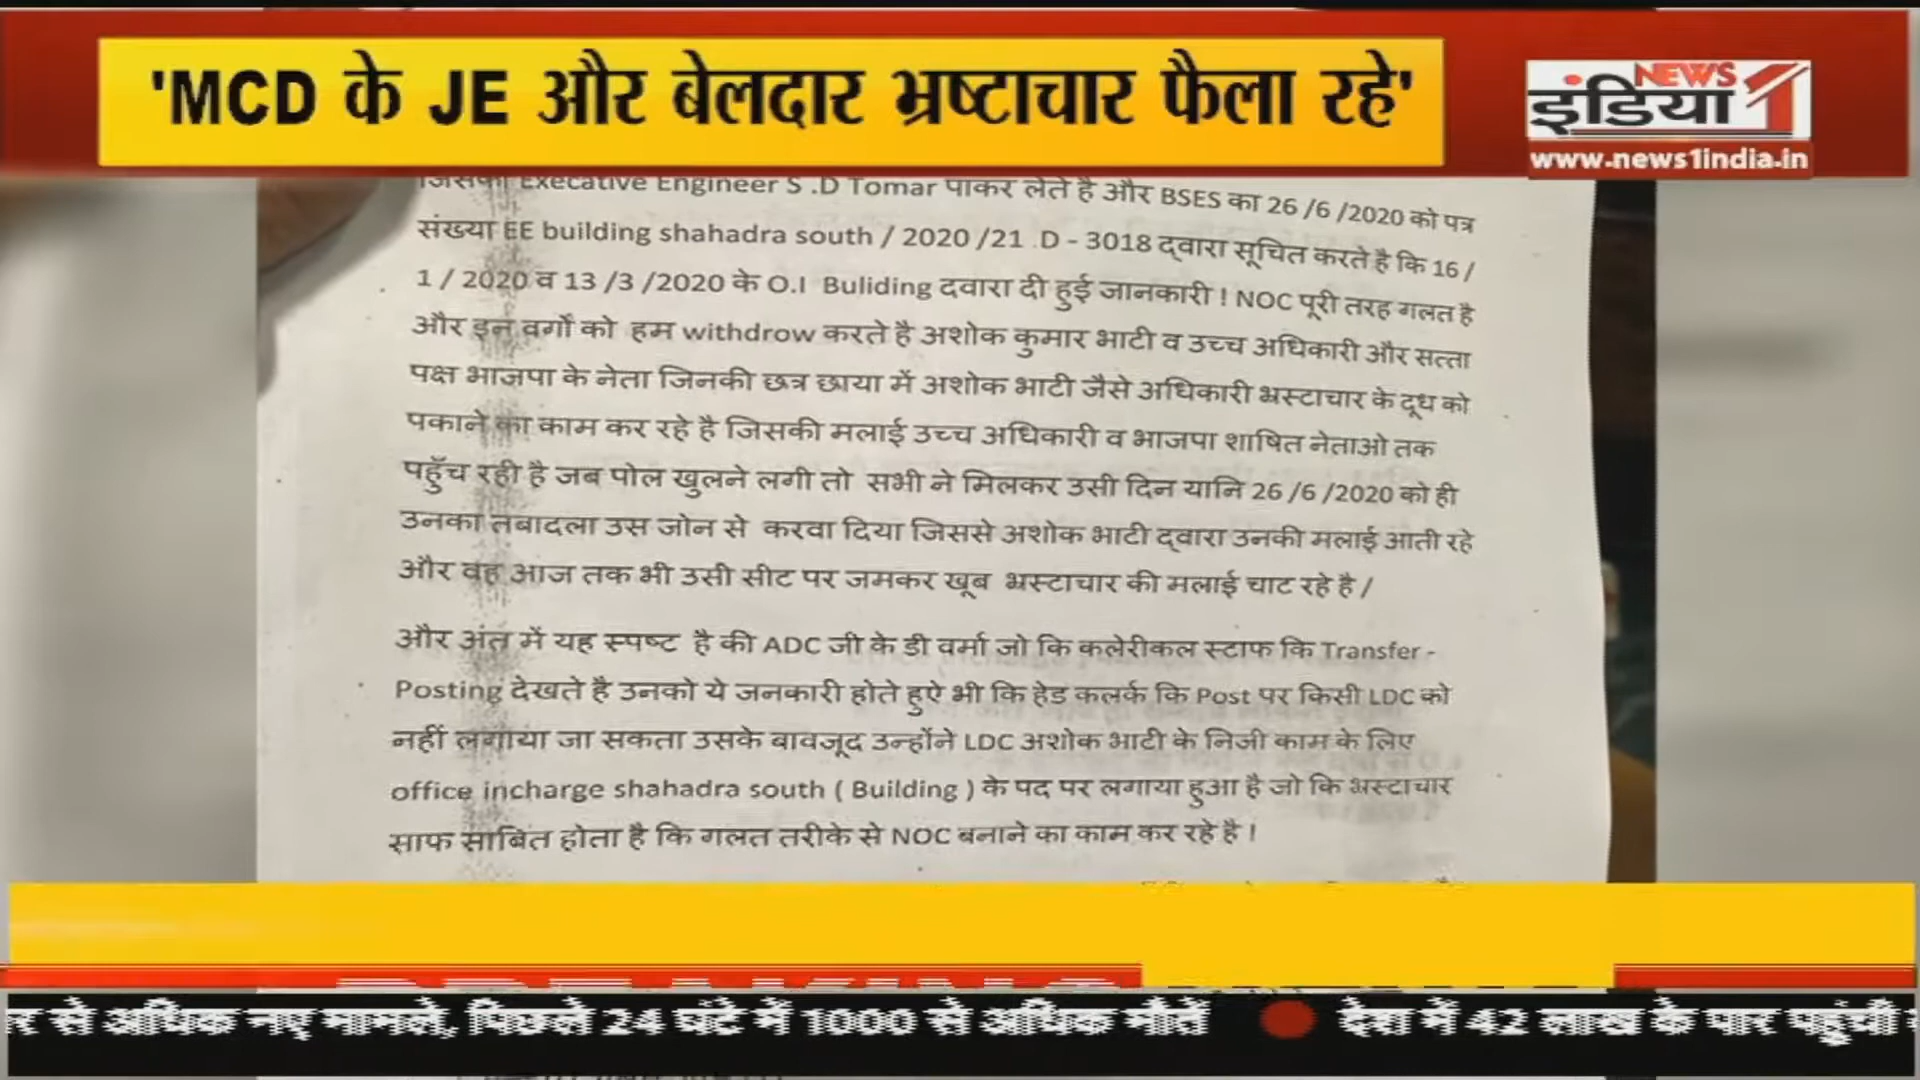 'MCD के JE और बेलदार भ्रष्टाचार फैला रहे'
NEWS
इंडिया 1
www.news1india.in
जिसको Execative Engineer S .D Tomar पाकर लेते है और BSES का 26 /6 /2020 को पत्र
संख्या EE building shahadra south / 2020 /21 .D - 3018 द्वारा सूचित करते है कि 16 /
1 / 2020 व 13 /3 /2020 के O.I Buliding दवारा दी हुई जानकारी ! NOC पूरी तरह गलत है
और इन वर्गों को हम withdrow करते है अशोक कुमार भाटी व उच्च अधिकारी और सत्ता
पक्ष भाजपा के नेता जिनकी छत्र छाया में अशोक भाटी जैसे अधिकारी भ्रस्टाचार के दूध को
पकाने का काम कर रहे है जिसकी मलाई उच्च अधिकारी व भाजपा शाषित नेताओ तक
पहुँच रही है जब पोल खुलने लगी तो सभी ने मिलकर उसी दिन यानि 26 /6 /2020 को ही
उनका तबादला उस जोन से करवा दिया जिससे अशोक भाटी द्वारा उनकी मलाई आती रहे
और वह आज तक भी उसी सीट पर जमकर खूब भ्रस्टाचार की मलाई चाट रहे है /
और अंत में यह स्पष्ट है की ADC जी के डी वर्मा जो कि कलेरीकल स्टाफ कि Transfer -
Posting देखते है उनको ये जनकारी होते हुऐ भी कि हेड कलर्क कि Post पर किसी LDC को
नहीं लगाया जा सकता उसके बावजूद उन्होंने LDC अशोक भाटी के निजी काम के लिए
office incharge shahadra south ( Building ) के पद पर लगाया हुआ है जो कि भ्रस्टाचार
साफ साबित होता है कि गलत तरीके से NOC बनाने का काम कर रहे है !
र से अधिक नए मामले, पिछले 24 घंटे में 1000 से अधिक मौतें देश में 42 लाख के पार पहुंची